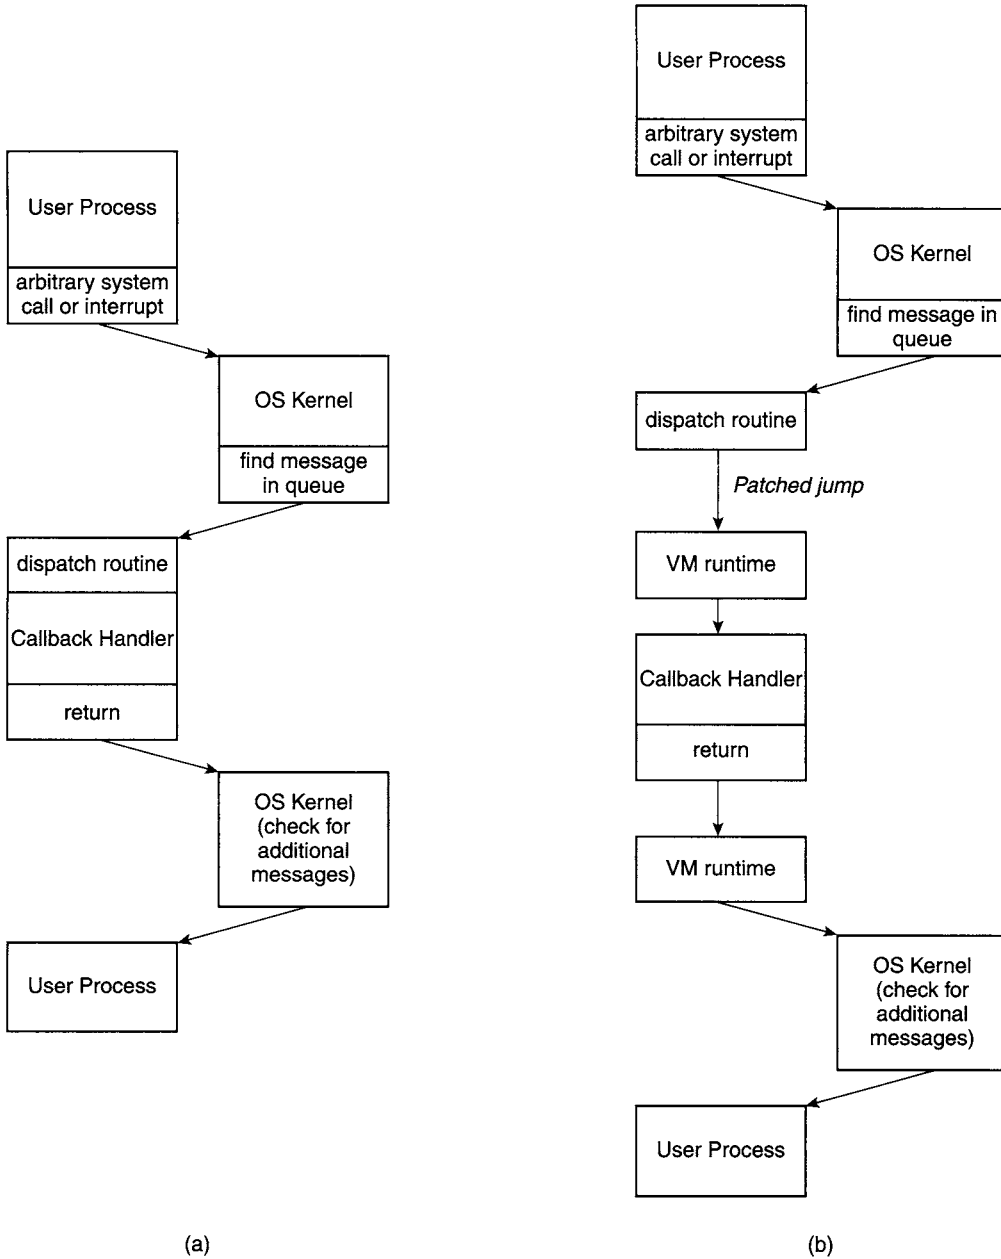 User Process
arbitrary system
call or interrupt
OS Kernel
find message
in queue
dispatch routine
Callback Handler
return
OS Kernel
(check for
additional
messages)
User Process
(a)
User Process
arbitrary system
call or interrupt
OS Kernel
find message in
queue
dispatch routine
Patched jump
VM runtime
Callback Handler
return
VM runtime
OS Kernel
(check for
additional
messages)
User Process
(b)